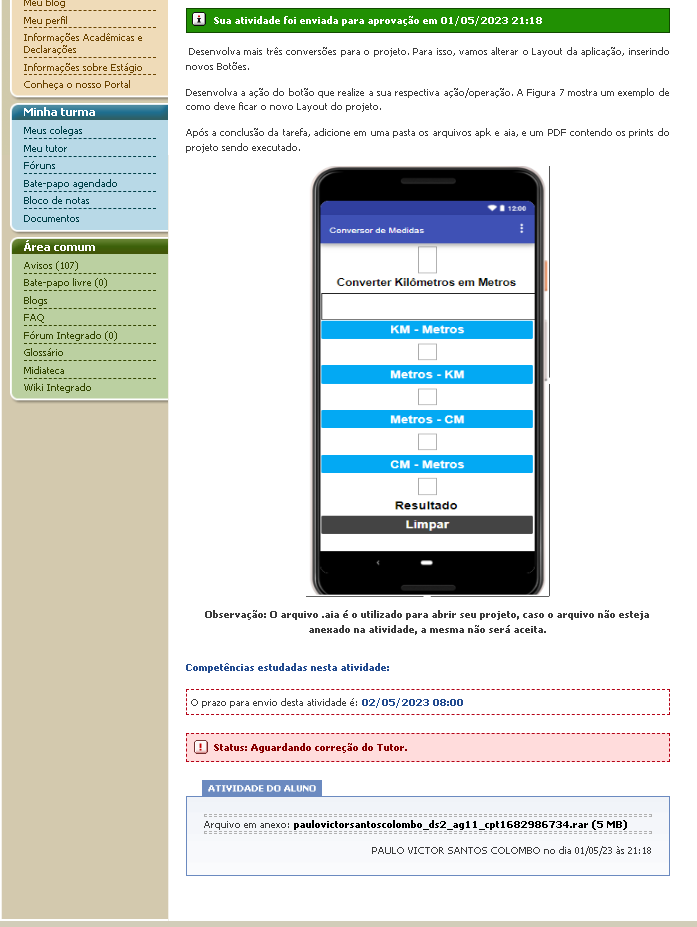 Meu blog
Meu perfil
Informações Acadêmicas e
Declarações
Informações sobre Estágio
Conheça o nosso Portal
Minha turma
Meus colegas
Meu tutor
Fóruns
Bate-papo agendado
Bloco de notas
Documentos
Área comum
Avisos (107)
Bate-papo livre (0)
Blogs
FAQ
Fórum Integrado (0)
Glossário
Midiateca
Wiki Integrado
Sua atividade foi enviada para aprovação em 01/05/2023 21:18
Desenvolva mais três conversões para o projeto. Para isso, vamos alterar o Layout da aplicação, inserindo
novos Botões.
Desenvolva a ação do botão que realize a sua respectiva ação/operação. A Figura 7 mostra um exemplo de
como deve ficar o novo Layout do projeto.
Após a conclusão da tarefa, adicione em uma pasta os arquivos apk e aia, e um PDF contendo os prints do
projeto sendo executado.
12:00
Conversor de Medidas
Converter Kilômetros em Metros
KM - Metros
Metros - KM
Metros - CM
CM - Metros
Resultado
Limpar
Observação: O arquivo .aia é o utilizado para abrir seu projeto, caso o arquivo não esteja
anexado na atividade, a mesma não será aceita.
Competências estudadas nesta atividade:
O prazo para envio desta atividade é: 02/05/2023 08:00
Status: Aguardando correção do Tutor.
ATIVIDADE DO ALUNO
Arquivo em anexo: paulovictorsantoscolombo_ds2_ag11_cpt1682986734.rar (5 MB)
PAULO VICTOR SANTOS COLOMBO no dia 01/05/23 às 21:18